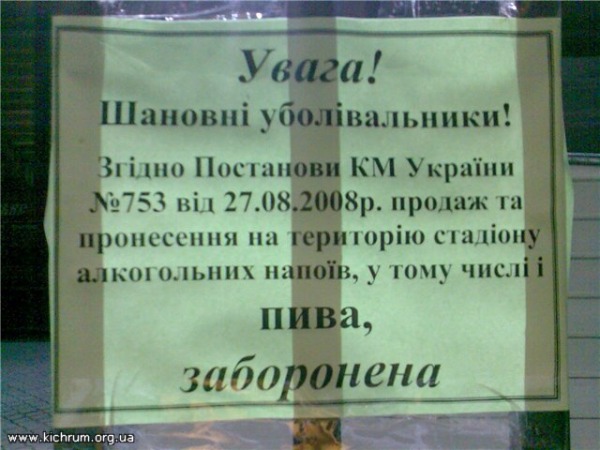 Увага!
Шановні уболівальники!
Згідно Постанови КМ України
№753 від 27.08.2008р. продаж та
пронесення на територію стадіону
алкогольних напоїв, у тому числі і
пива,
заборонена
www.kichrum.org.ua